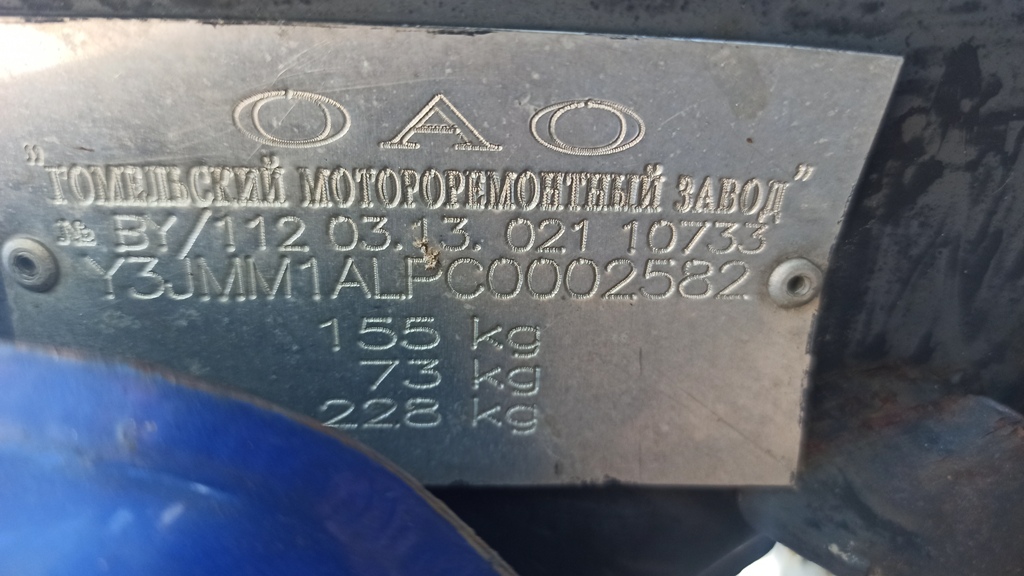 ОАО
"ГОМЕЛЬСКИЙ МОТОРОРЕМОНТНЫЙ ЗАВОД"
№ BY/112 03.13. 021 10733
Y3JMM1ALPC0002582
155 kg
73 kg
228 kg